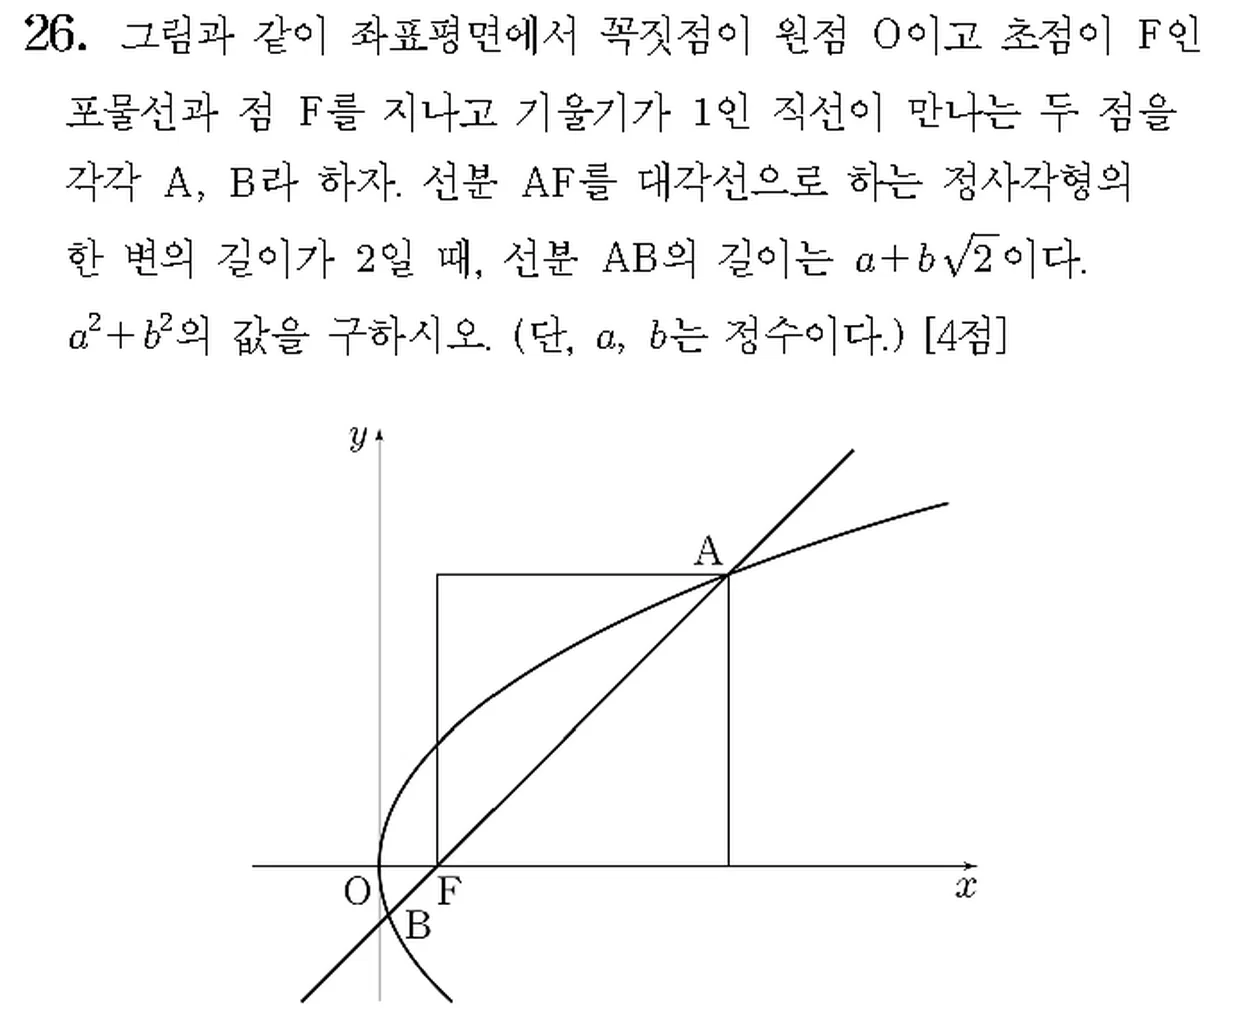 26. 그림과 같이 좌표평면에서 꼭짓점이 원점 O이고 초점이 F인
포물선과 점 F를 지나고 기울기가 1인 직선이 만나는 두 점을
각각 A, B라 하자. 선분 AF를 대각선으로 하는 정사각형의
한 변의 길이가 2일 때, 선분 AB의 길이는 a+b√2이다.
a²+b²의 값을 구하시오. (단, a, b는 정수이다.) [4점]
y
A
O
F
x
B